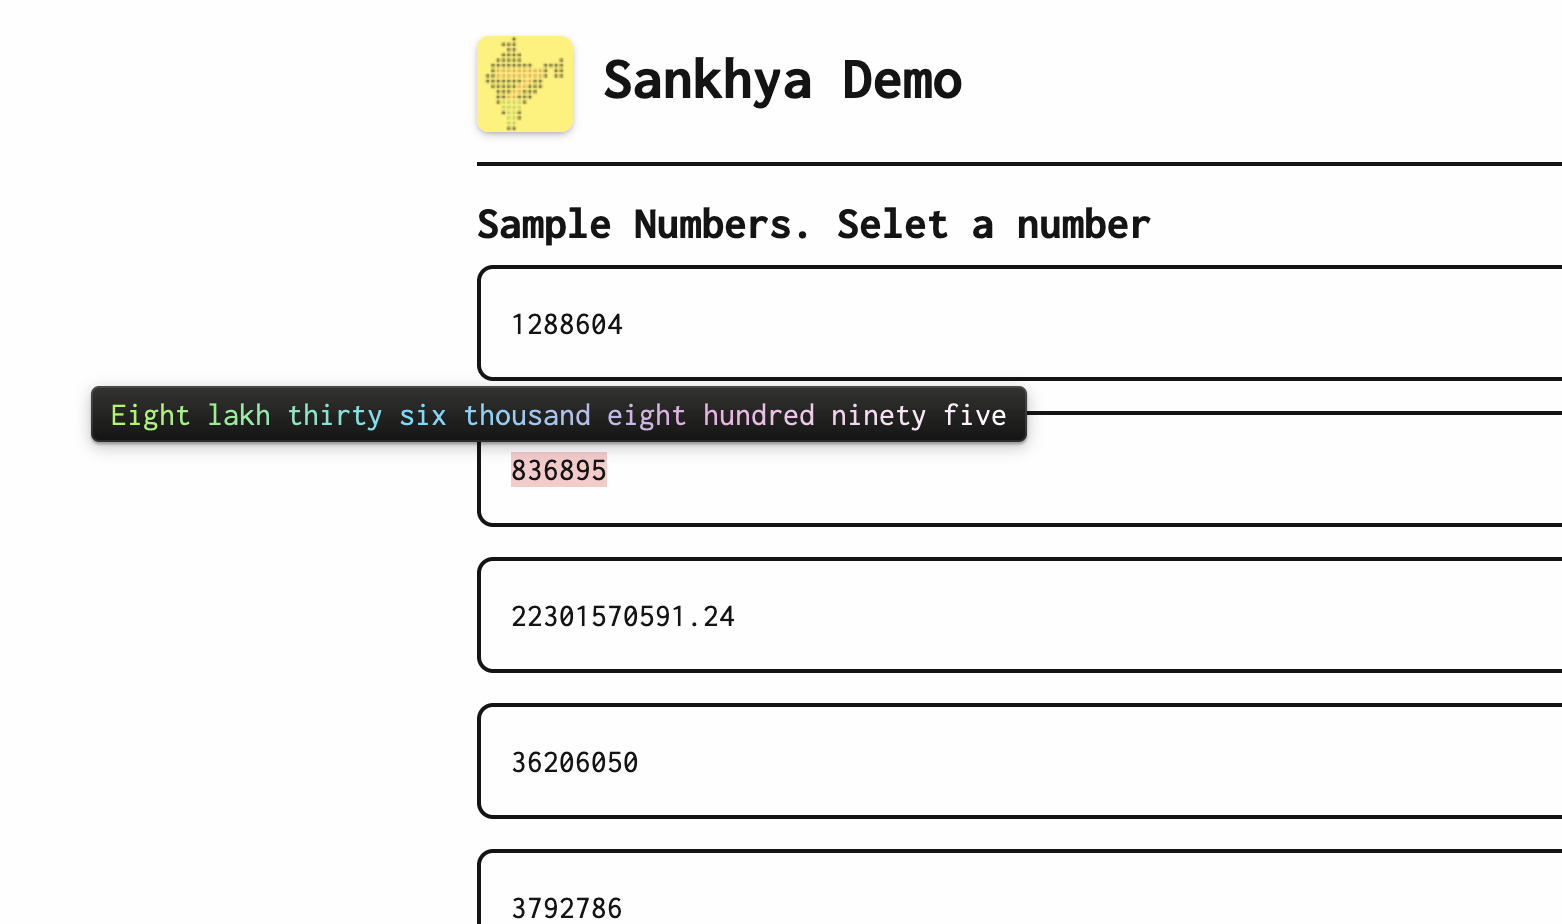 Sankhya Demo
Sample Numbers. Selet a number
1288604
Eight lakh thirty six thousand eight hundred ninety five
836895
22301570591.24
36206050
3792786